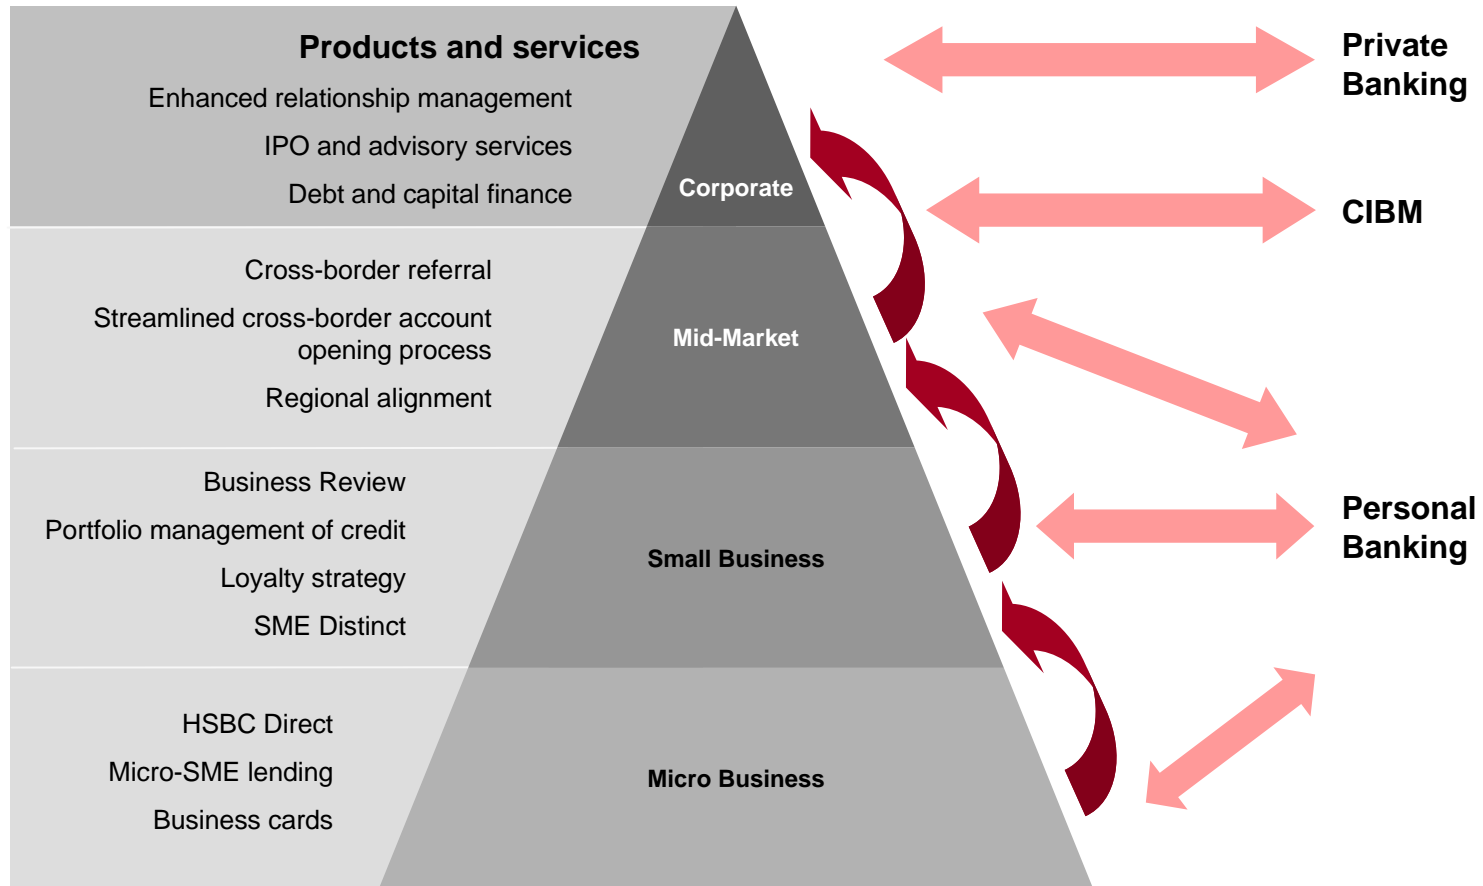 Products and services
Enhanced relationship management
IPO and advisory services
Debt and capital finance
Corporate
Private
Banking
CIBM
Cross-border referral
Streamlined cross-border account
opening process
Regional alignment
Mid-Market
Business Review
Portfolio management of credit
Loyalty strategy
SME Distinct
Small Business
Personal
Banking
HSBC Direct
Micro-SME lending
Business cards
Micro Business